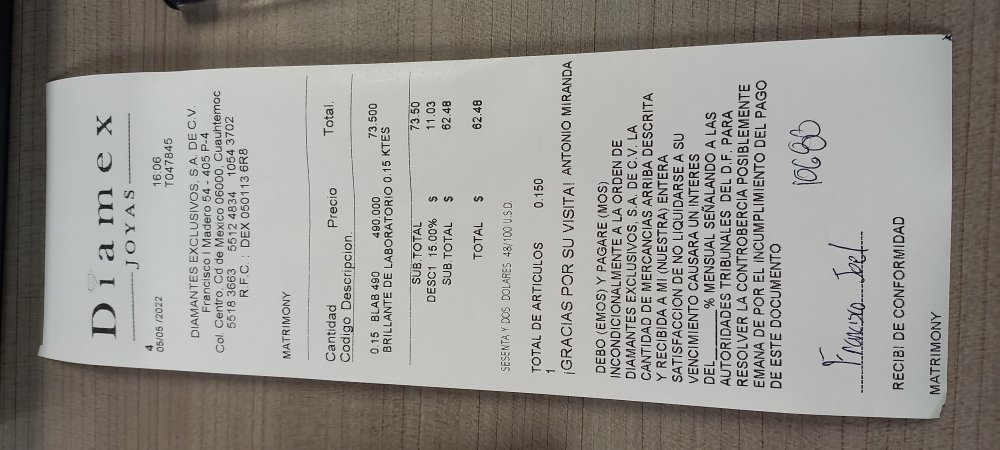 Diamex
JOYAS
4 16:06
05/05 /2022 T047845
DIAMANTES EXCLUSIVOS, S.A. DE C.V.
Francisco I Madero 54 - 405 P-4
Col. Centro, Cd de Mexico 06000, Cuauhtemoc
5518 3663 5512 4834 1054 3702
R.F.C. : DEX 050113 6R8
MATRIMONY
Cantidad Precio Total.
Codigo Descripcion.
0.15 BLAB 490 490.000 73.500
BRILLANTE DE LABORATORIO 0.15 KTES
SUB.TOTAL 73.50
DESC1 15.00% $ 11.03
SUB.TOTAL $ 62.48
TOTAL $ 62.48
SESENTA Y DOS DOLARES 48/100 U.S.D.
TOTAL DE ARTICULOS 0.150
1
¡GRACIAS POR SU VISITA! ANTONIO MIRANDA
DEBO (EMOS) Y PAGARE (MOS)
INCONDICIONALMENTE A LA ORDEN DE
DIAMANTES EXCLUSIVOS, S.A. DE C.V. LA
CANTIDAD DE MERCANCIAS ARRIBA DESCRITA
Y RECIBIDA A MI (NUESTRA) ENTERA
SATISFACCION DE NO LIQUIDARSE A SU
VENCIMIENTO CAUSARA UN INTERES
DEL____ % MENSUAL SEÑALANDO A LAS
AUTORIDADES TRIBUNALES DEL D.F. PARA
RESOLVER LA CONTROBERCIA POSIBLEMENTE
EMANA DE POR EL INCUMPLIMIENTO DEL PAGO
DE ESTE DOCUMENTO
Francisco Joel
RECIBI DE CONFORMIDAD
MATRIMONY